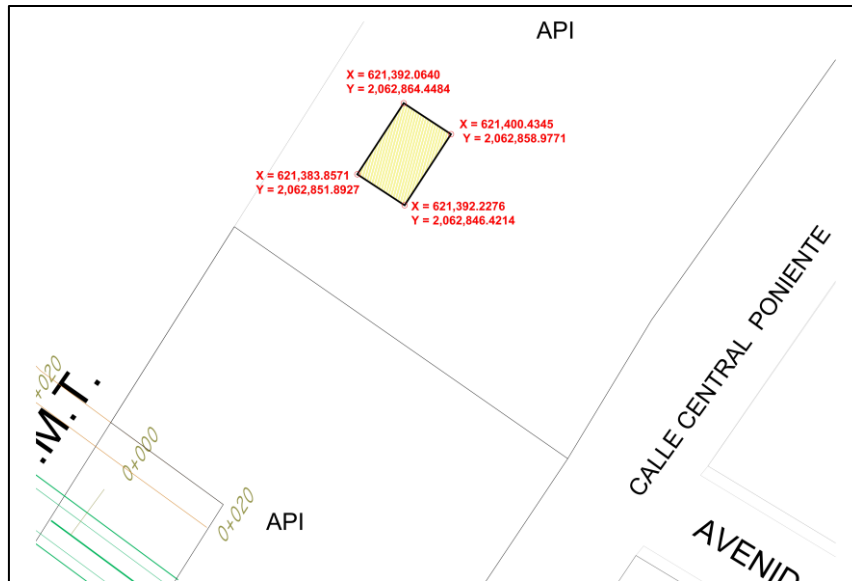 API
X = 621,392.0640
Y = 2,062,864.4484
X = 621,400.4345
Y = 2,062,858.9771
X = 621,383.8571
Y = 2,062,851.8927
X = 621,392.2276
Y = 2,062,846.4214
CALLE CENTRAL PONIENTE
+020
.M.T.
0+000
0+020
API
AVENID